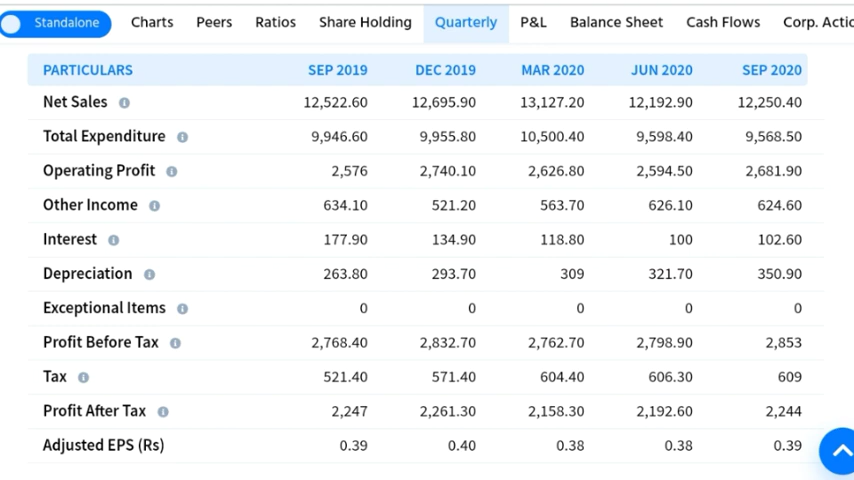 Standalone Charts Peers Ratios Share Holding Quarterly P&L Balance Sheet Cash Flows Corp. Actio
PARTICULARS SEP 2019 DEC 2019 MAR 2020 JUN 2020 SEP 2020
Net Sales 12,522.60 12,695.90 13,127.20 12,192.90 12,250.40
Total Expenditure 9,946.60 9,955.80 10,500.40 9,598.40 9,568.50
Operating Profit 2,576 2,740.10 2,626.80 2,594.50 2,681.90
Other Income 634.10 521.20 563.70 626.10 624.60
Interest 177.90 134.90 118.80 100 102.60
Depreciation 263.80 293.70 309 321.70 350.90
Exceptional Items 0 0 0 0 0
Profit Before Tax 2,768.40 2,832.70 2,762.70 2,798.90 2,853
Tax 521.40 571.40 604.40 606.30 609
Profit After Tax 2,247 2,261.30 2,158.30 2,192.60 2,244
Adjusted EPS (Rs) 0.39 0.40 0.38 0.38 0.39